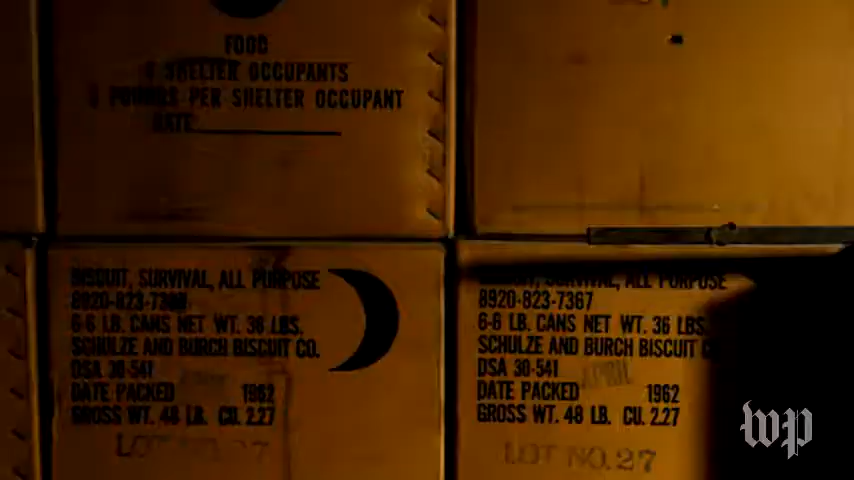 FOOD
SHELTER OCCUPANTS
POUNDS PER SHELTER OCCUPANT
DATE
BISCUIT, SURVIVAL, ALL PURPOSE
8920-823-7368
6-6 LB. CANS NET WT. 36 LBS.
SCHULZE AND BURCH BISCUIT CO.
DSA 30-541
DATE PACKED 1962
GROSS WT. 48 LB. CU. 2.27
LOT NO. 27
SURVIVAL, ALL PURPOSE
8920-823-7367
6-6 LB. CANS NET WT. 36 LBS.
SCHULZE AND BURCH BISCUIT
DSA 30-541
APRIL
DATE PACKED 1962
GROSS WT. 48 LB. CU. 2.27
LOT NO. 27
wp